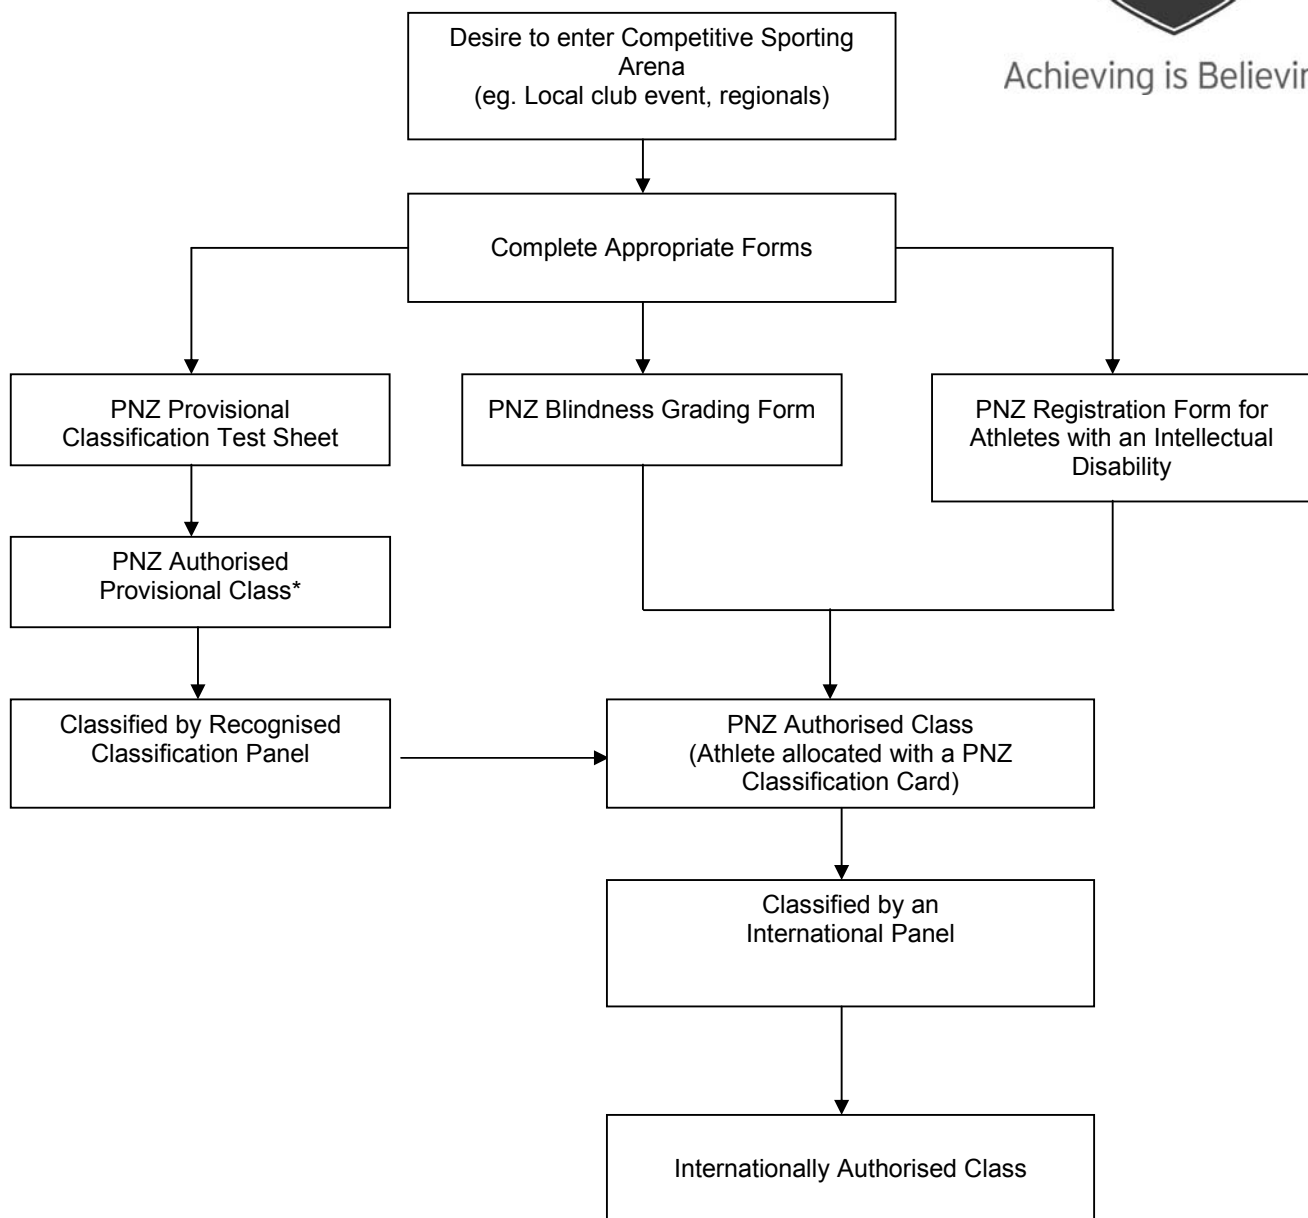 Desire to enter Competitive Sporting
Arena
(eg. Local club event, regionals)
Achieving is Believin
Complete Appropriate Forms
PNZ Provisional
Classification Test Sheet
PNZ Blindness Grading Form
PNZ Registration Form for
Athletes with an Intellectual
Disability
PNZ Authorised
Provisional Class*
Classified by Recognised
Classification Panel
PNZ Authorised Class
(Athlete allocated with a PNZ
Classification Card)
Classified by an
International Panel
Internationally Authorised Class